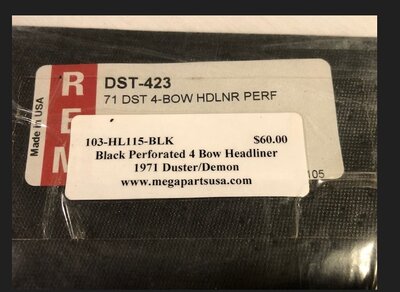 DST-423
71 DST 4-BOW HDLNR PERF
REM
Made in USA
103-HL115-BLK $60.00
Black Perforated 4 Bow Headliner
1971 Duster/Demon
www.megapartsusa.com
105